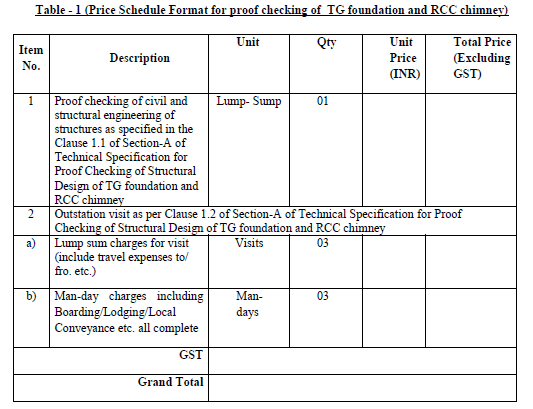 Table - 1 (Price Schedule Format for proof checking of TG foundation and RCC chimney)
Item No.
Description
Unit
Qty
Unit Price (INR)
Total Price (Excluding GST)
1
Proof checking of civil and
structural engineering of
structures as specified in the
Clause 1.1 of Section-A of
Technical Specification for
Proof Checking of Structural
Design of TG foundation and
RCC chimney
Lump- Sump
01
2
Outstation visit as per Clause 1.2 of Section-A of Technical Specification for Proof
Checking of Structural Design of TG foundation and RCC chimney
a)
Lump sum charges for visit
(include travel expenses to/
fro. etc.)
Visits
03
b)
Man-day charges including
Boarding/Lodging/Local
Conveyance etc. all complete
Man-
days
03
GST
Grand Total